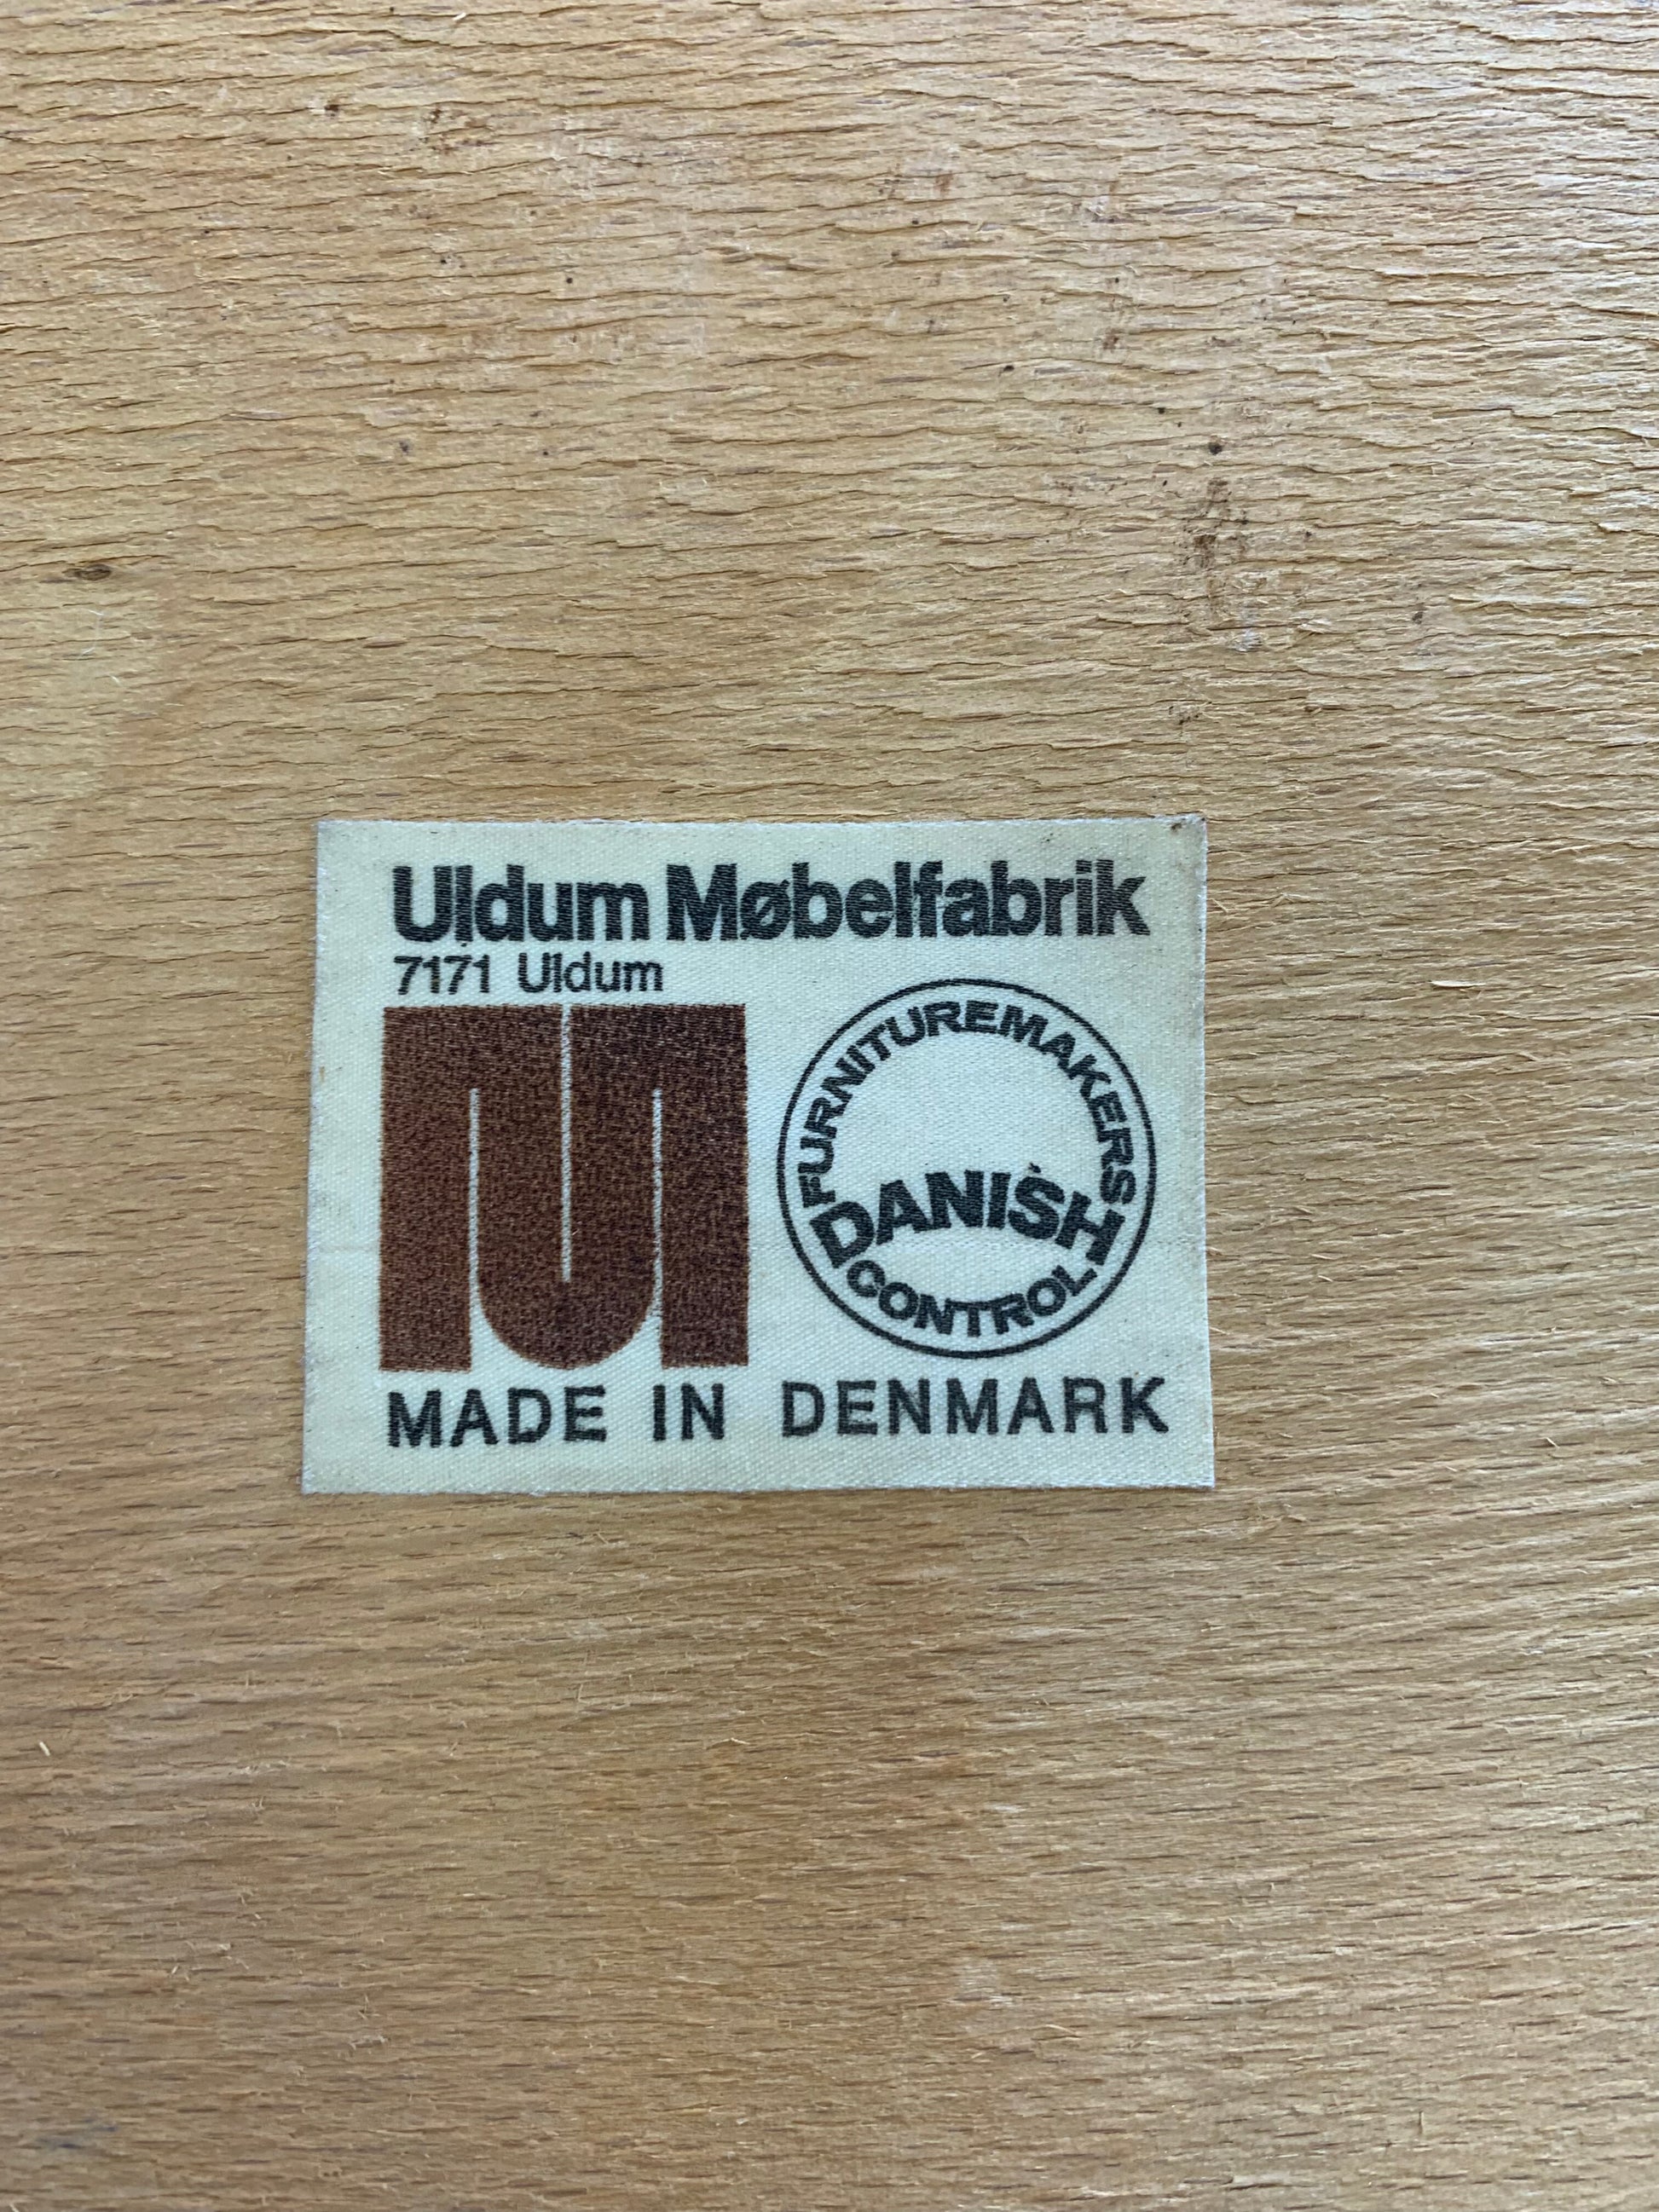 Uldum Møbelfabrik
7171 Uldum
FURNITUREMAKERS
DANISH
CONTROL
MADE IN DENMARK